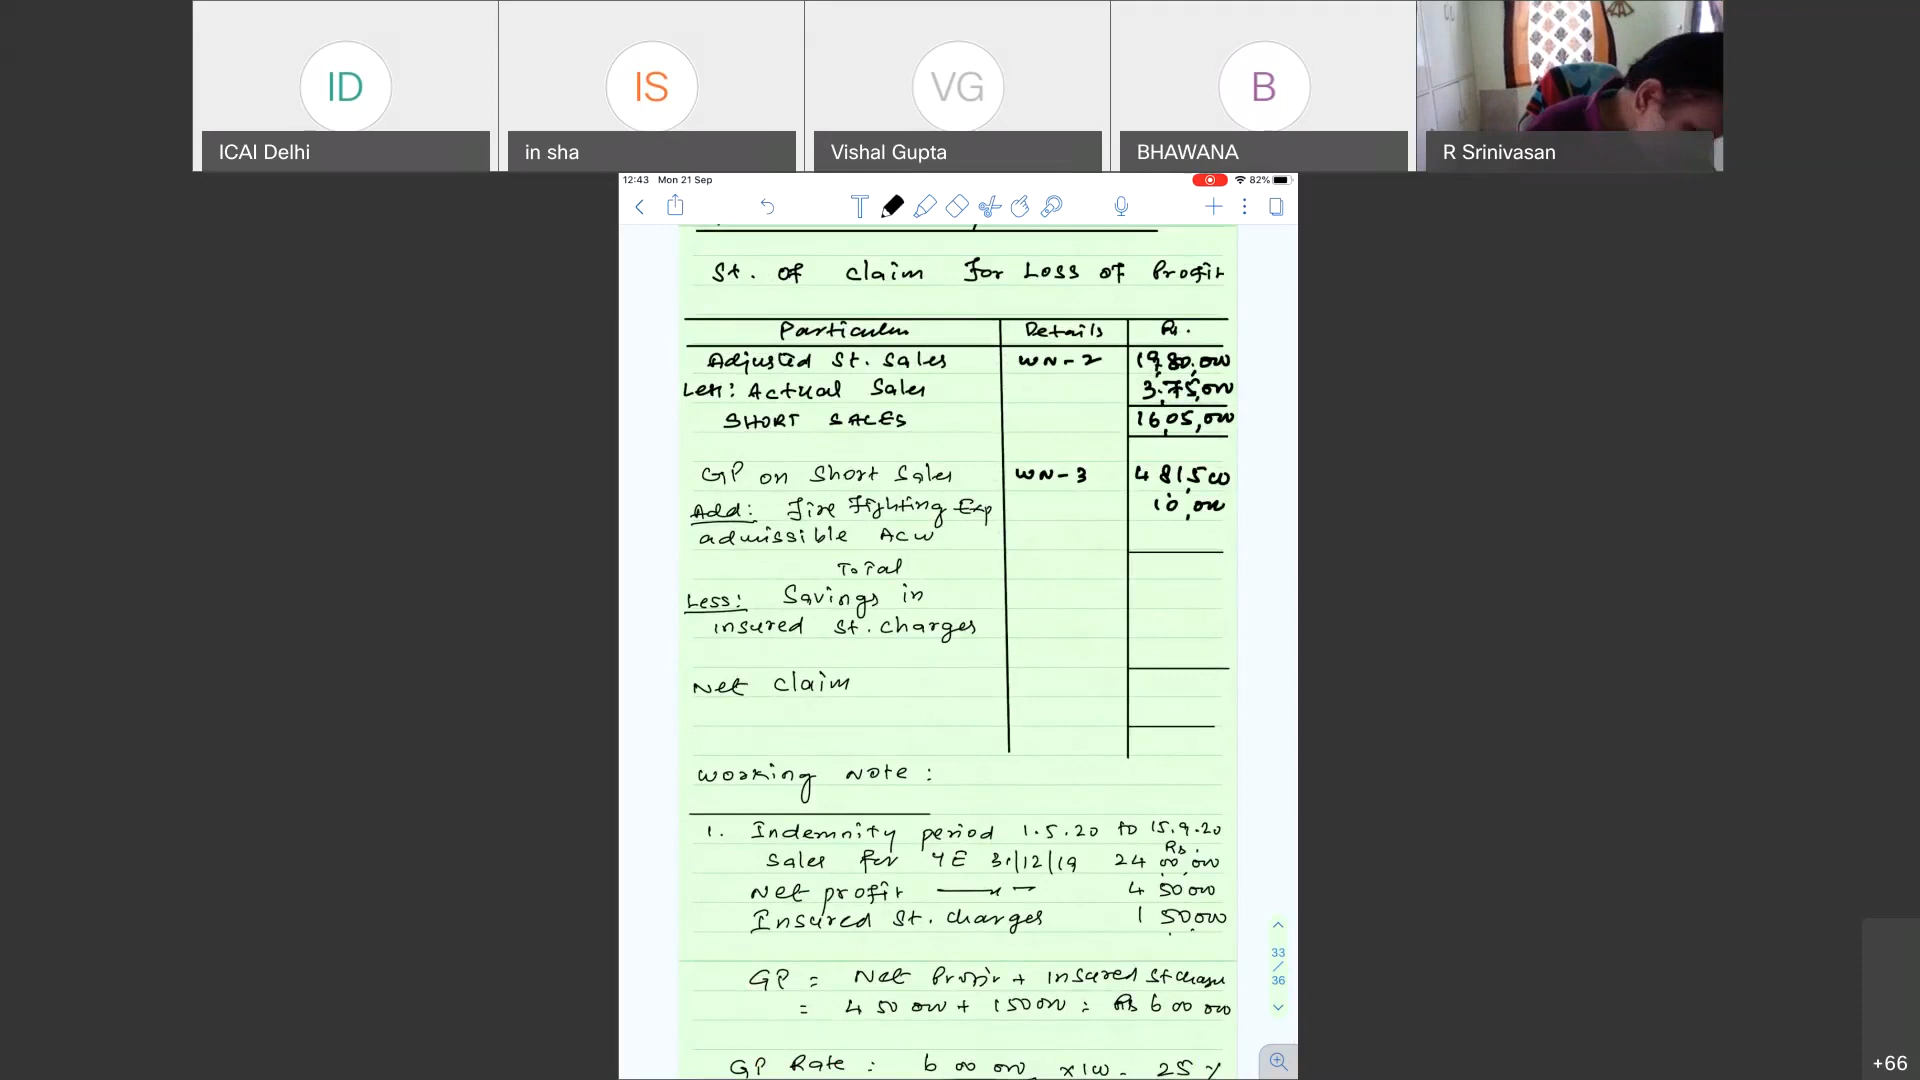 ID
IS
VG
B
ICAI Delhi
in sha
Vishal Gupta
BHAWANA
R Srinivasan
12:43 Mon 21 Sep
82%
St. of claim For Loss of Profit
Particulars Details Rs.
Adjusted St. Sales WN-2 19,80,000
Less: Actual Sales 3,75,000
SHORT SALES 16,05,000
GP on Short Sales WN-3 4,81,500
Add: Fire Fighting Exp 10,000
admissible ACW
Total
Less: Savings in
insured St. charges
Net claim
Working Note:
1. Indemnity period 1.5.20 to 15.9.20
Rs.
Sales for YE 31/12/19 24 00 000
Net profit 4 50 000
Insured St. charges 1 50 000
33
/
36
GP = Net Profit + insured St charges
= 4 50 000 + 1 50 000 = Rs 6 00 000
GP Rate = 6 00 000 x 100 = 25 %
+66